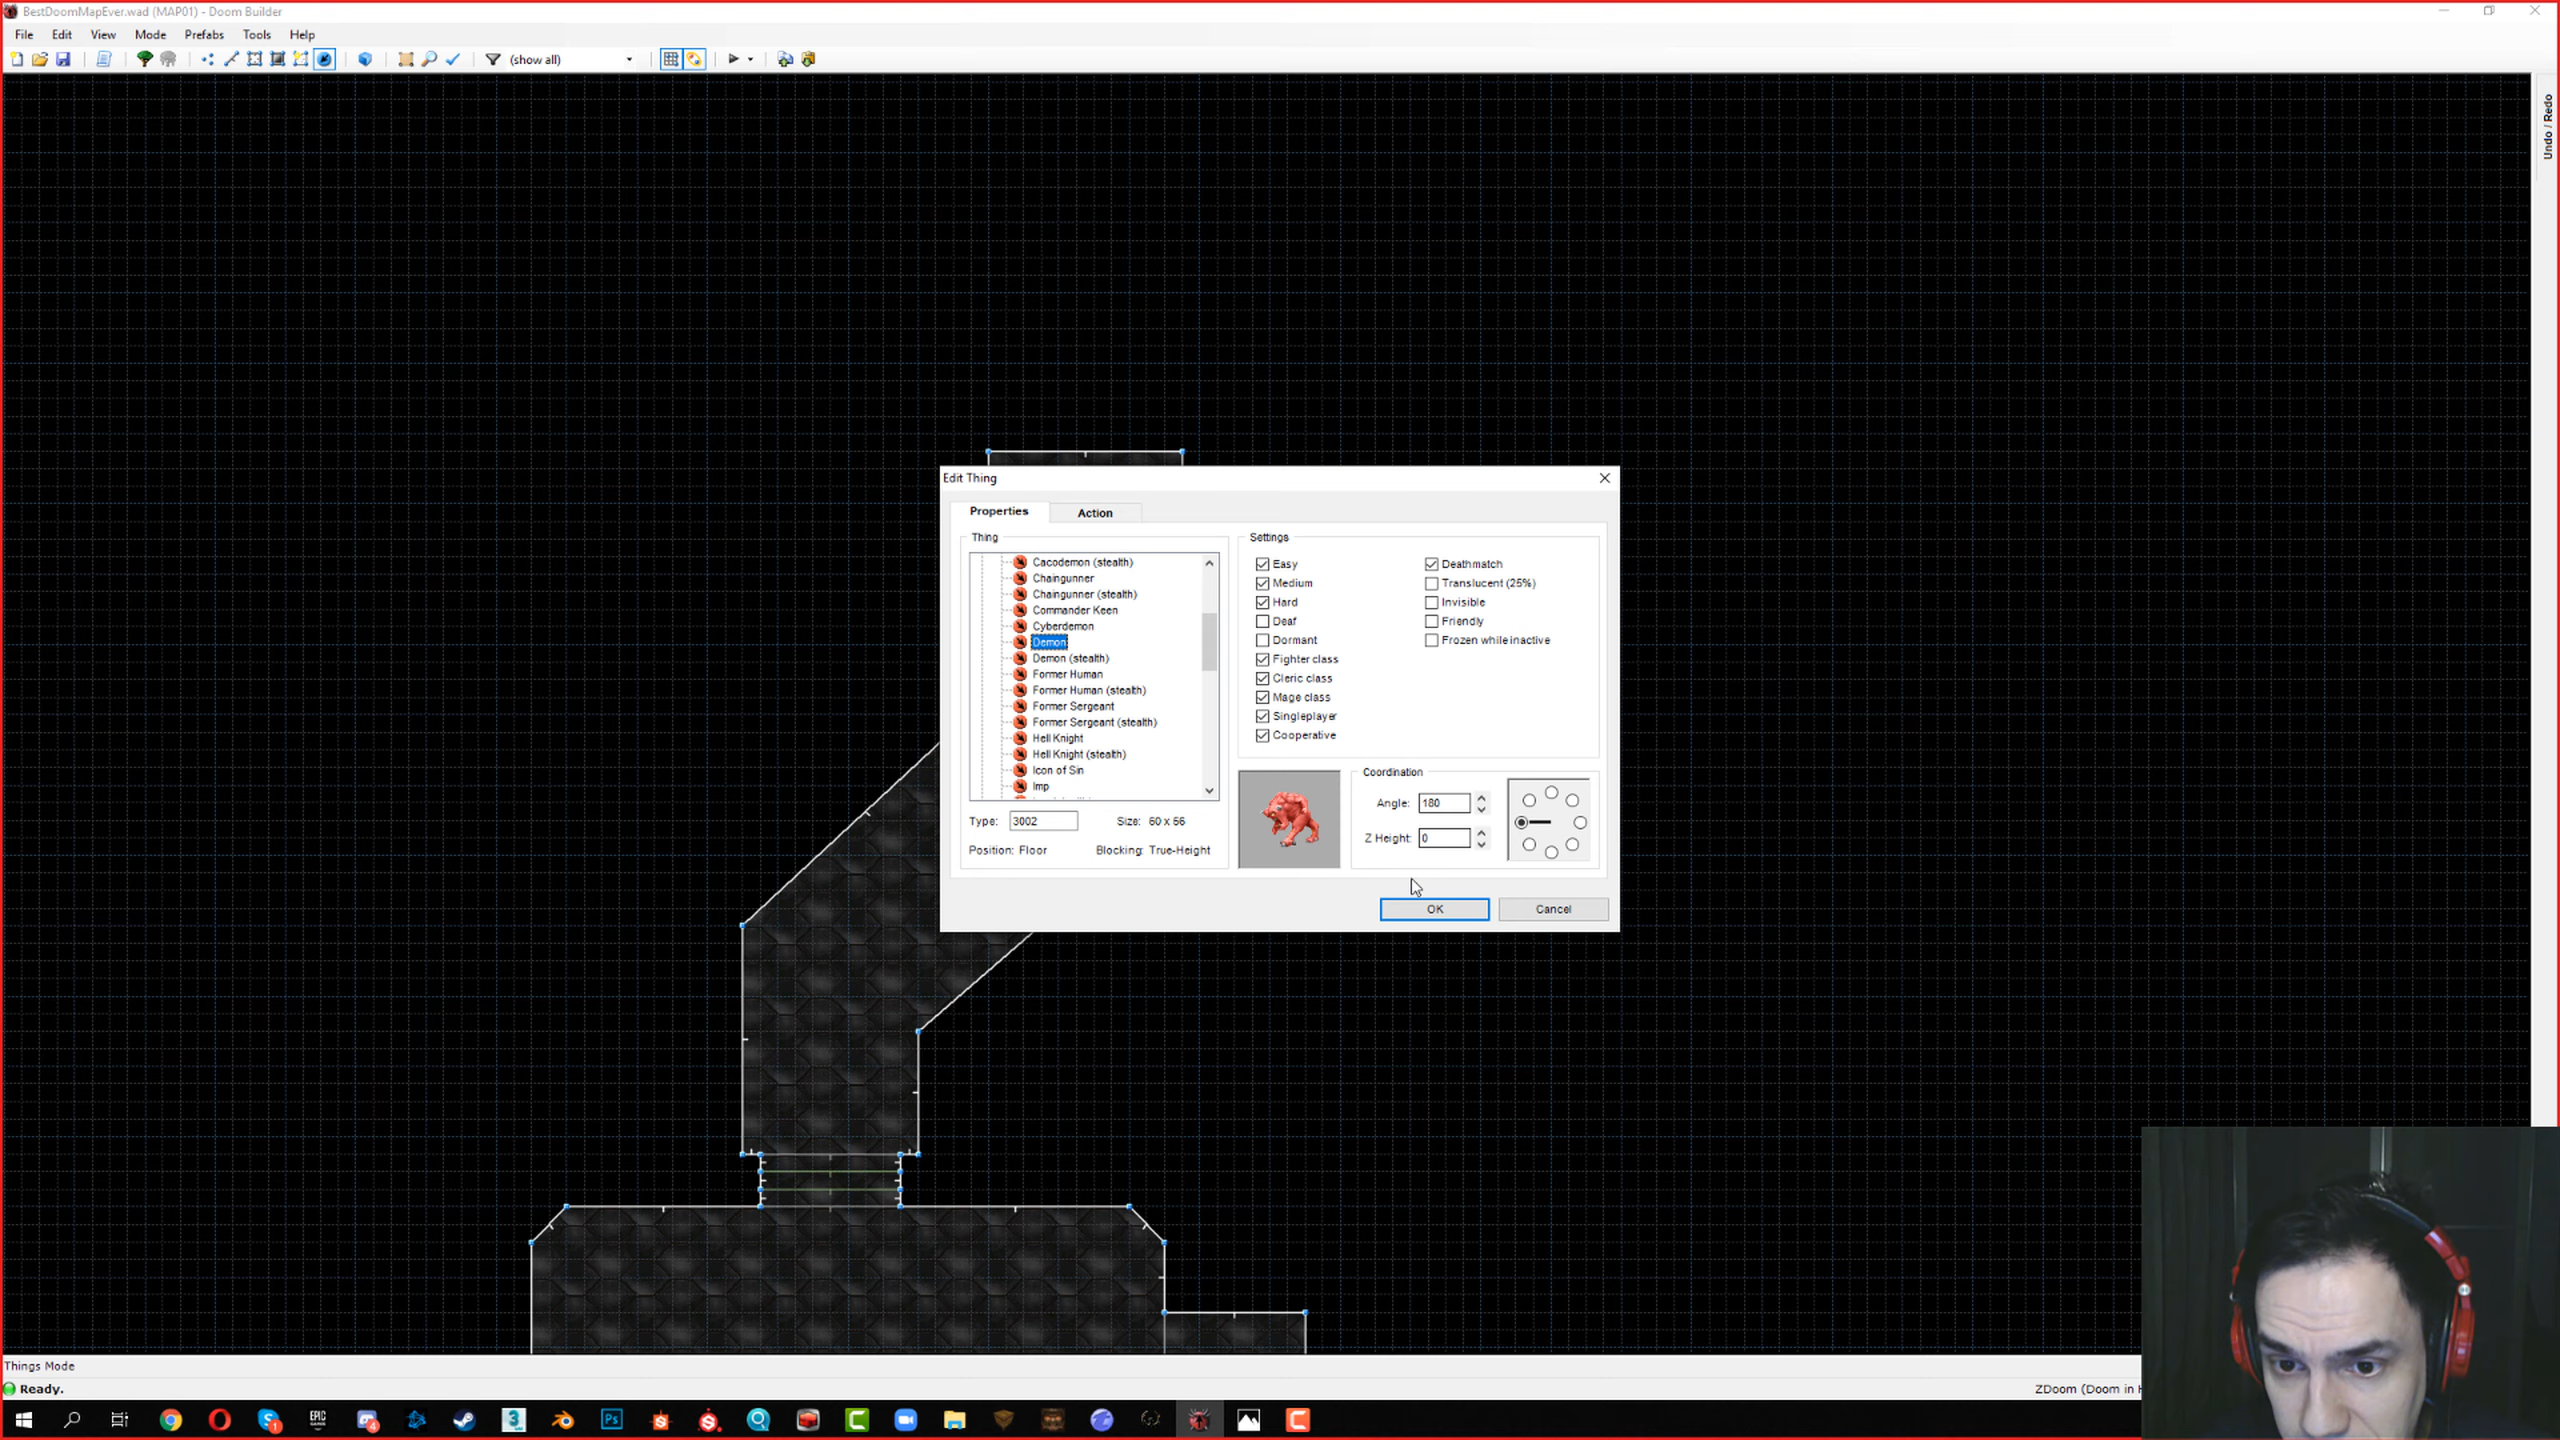 BestDoomMapEver.wad (MAP01) - Doom Builder
File Edit View Mode Prefabs Tools Help
(show all)
Undo / Redo
Edit Thing
Properties Action
Thing
Cacodemon (stealth)
Chaingunner
Chaingunner (stealth)
Commander Keen
Cyberdemon
Demon
Demon (stealth)
Former Human
Former Human (stealth)
Former Sergeant
Former Sergeant (stealth)
Hell Knight
Hell Knight (stealth)
Icon of Sin
Imp
Type: 3002 Size: 60 x 66
Position: Floor Blocking: True-Height
Settings
Easy Deathmatch
Medium Translucent (25%)
Hard Invisible
Deaf Friendly
Dormant Frozen while inactive
Fighter class
Cleric class
Mage class
Singleplayer
Cooperative
Coordination
Angle: 180
Z Height: 0
OK Cancel
Things Mode
Ready.
ZDoom (Doom in H
EPIC
GAMES
Ps